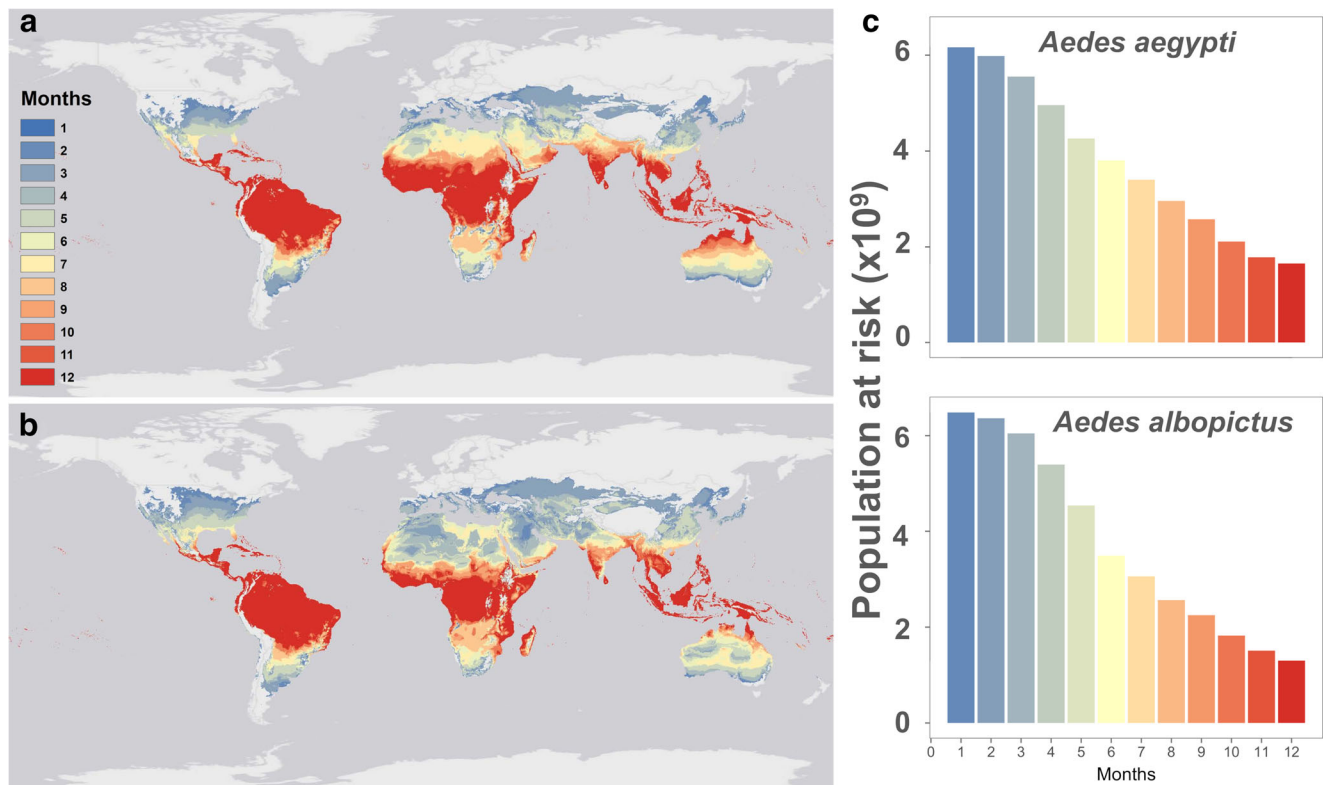 a
Months
1
2
3
4
5
6
7
8
9
10
11
12
b
c
Population at risk (x10⁹)
Aedes aegypti
6
4
2
0
Aedes albopictus
6
4
2
0
0 1 2 3 4 5 6 7 8 9 10 11 12
Months